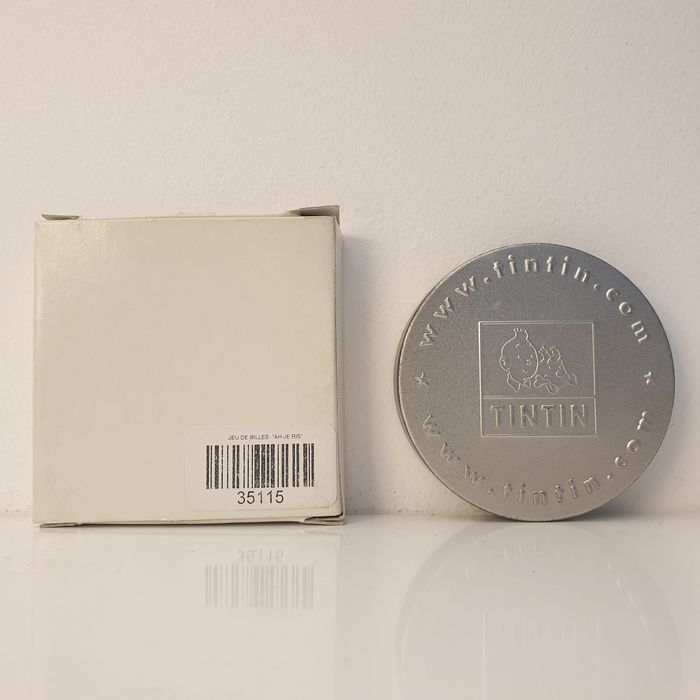 JEU DE BILLES- "AH JE RIS"
35115
www.tintin.com
TINTIN
www.tintin.com